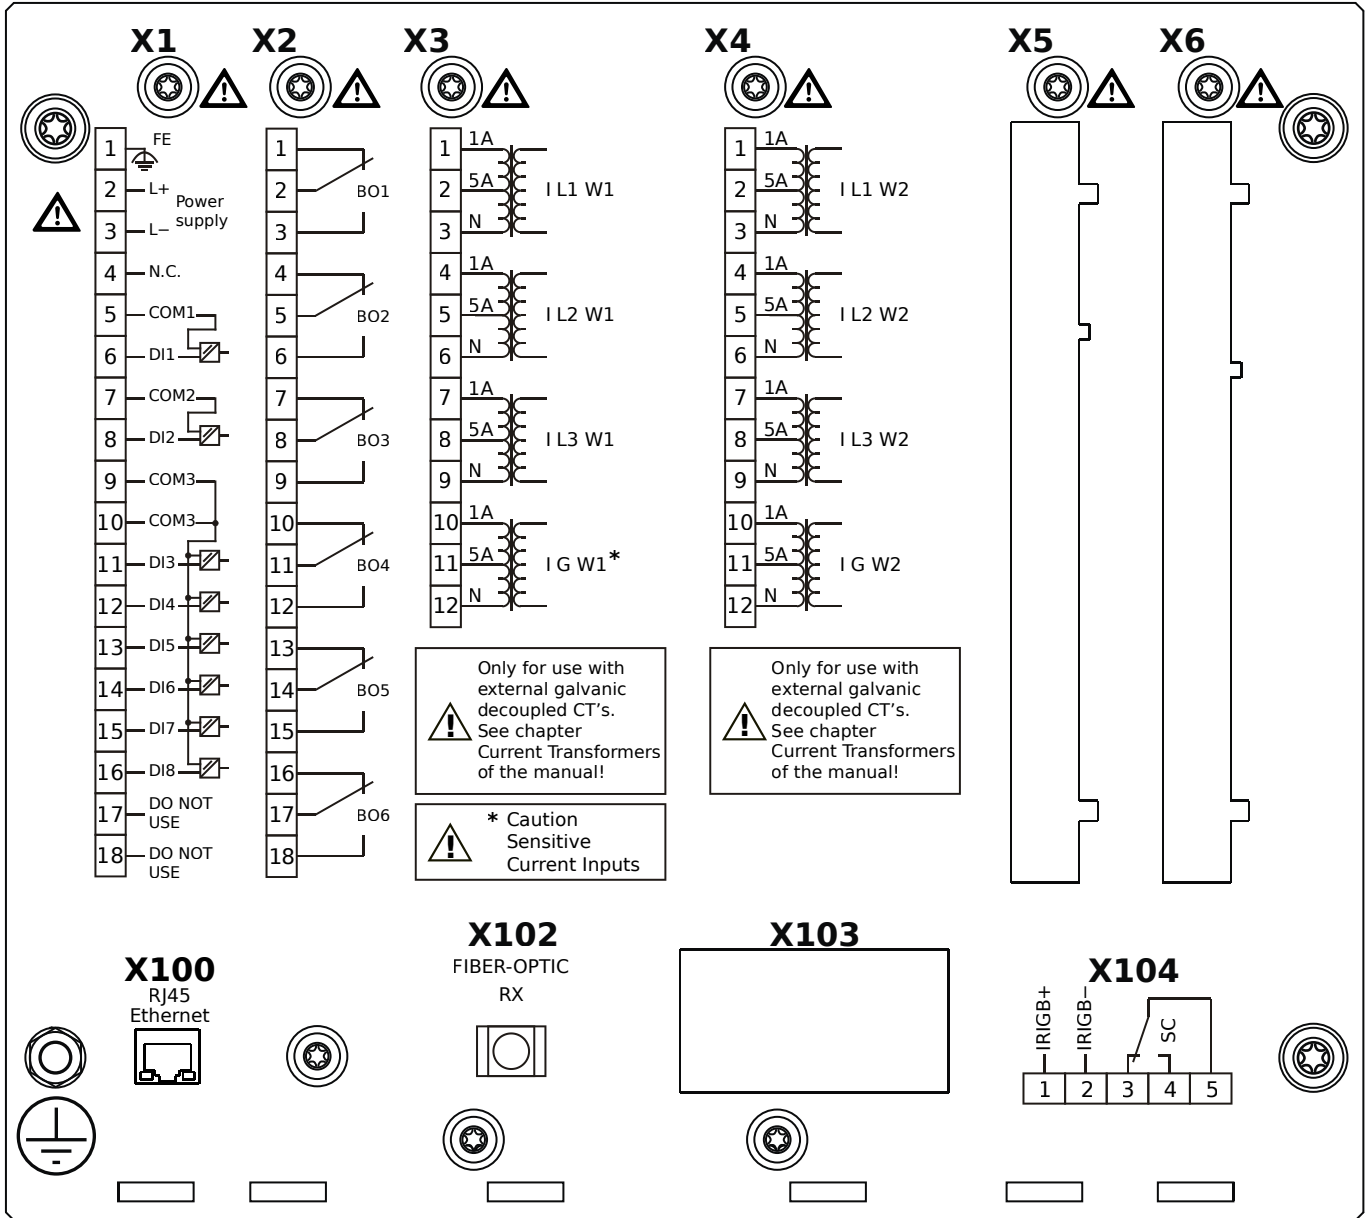 X1
X2
X3
X4
X5
X6
1 FE
2 L+
Power
supply
3 L−
4 N.C.
5 COM1
6 DI1
7 COM2
8 DI2
9 COM3
10 COM3
11 DI3
12 DI4
13 DI5
14 DI6
15 DI7
16 DI8
17 DO NOT
USE
18 DO NOT
USE
1
2 BO1
3
4
5 BO2
6
7
8 BO3
9
10
11 BO4
12
13
14 BO5
15
16
17 BO6
18
1 1A
2 5A I L1 W1
3 N
4 1A
5 5A I L2 W1
6 N
7 1A
8 5A I L3 W1
9 N
10 1A
11 5A I G W1*
12 N
Only for use with
external galvanic
decoupled CT's.
See chapter
Current Transformers
of the manual!
* Caution
Sensitive
Current Inputs
1 1A
2 5A I L1 W2
3 N
4 1A
5 5A I L2 W2
6 N
7 1A
8 5A I L3 W2
9 N
10 1A
11 5A I G W2
12 N
Only for use with
external galvanic
decoupled CT's.
See chapter
Current Transformers
of the manual!
X100
RJ45
Ethernet
X102
FIBER-OPTIC
RX
X103
X104
IRIGB+
IRIGB−
SC
1 2 3 4 5